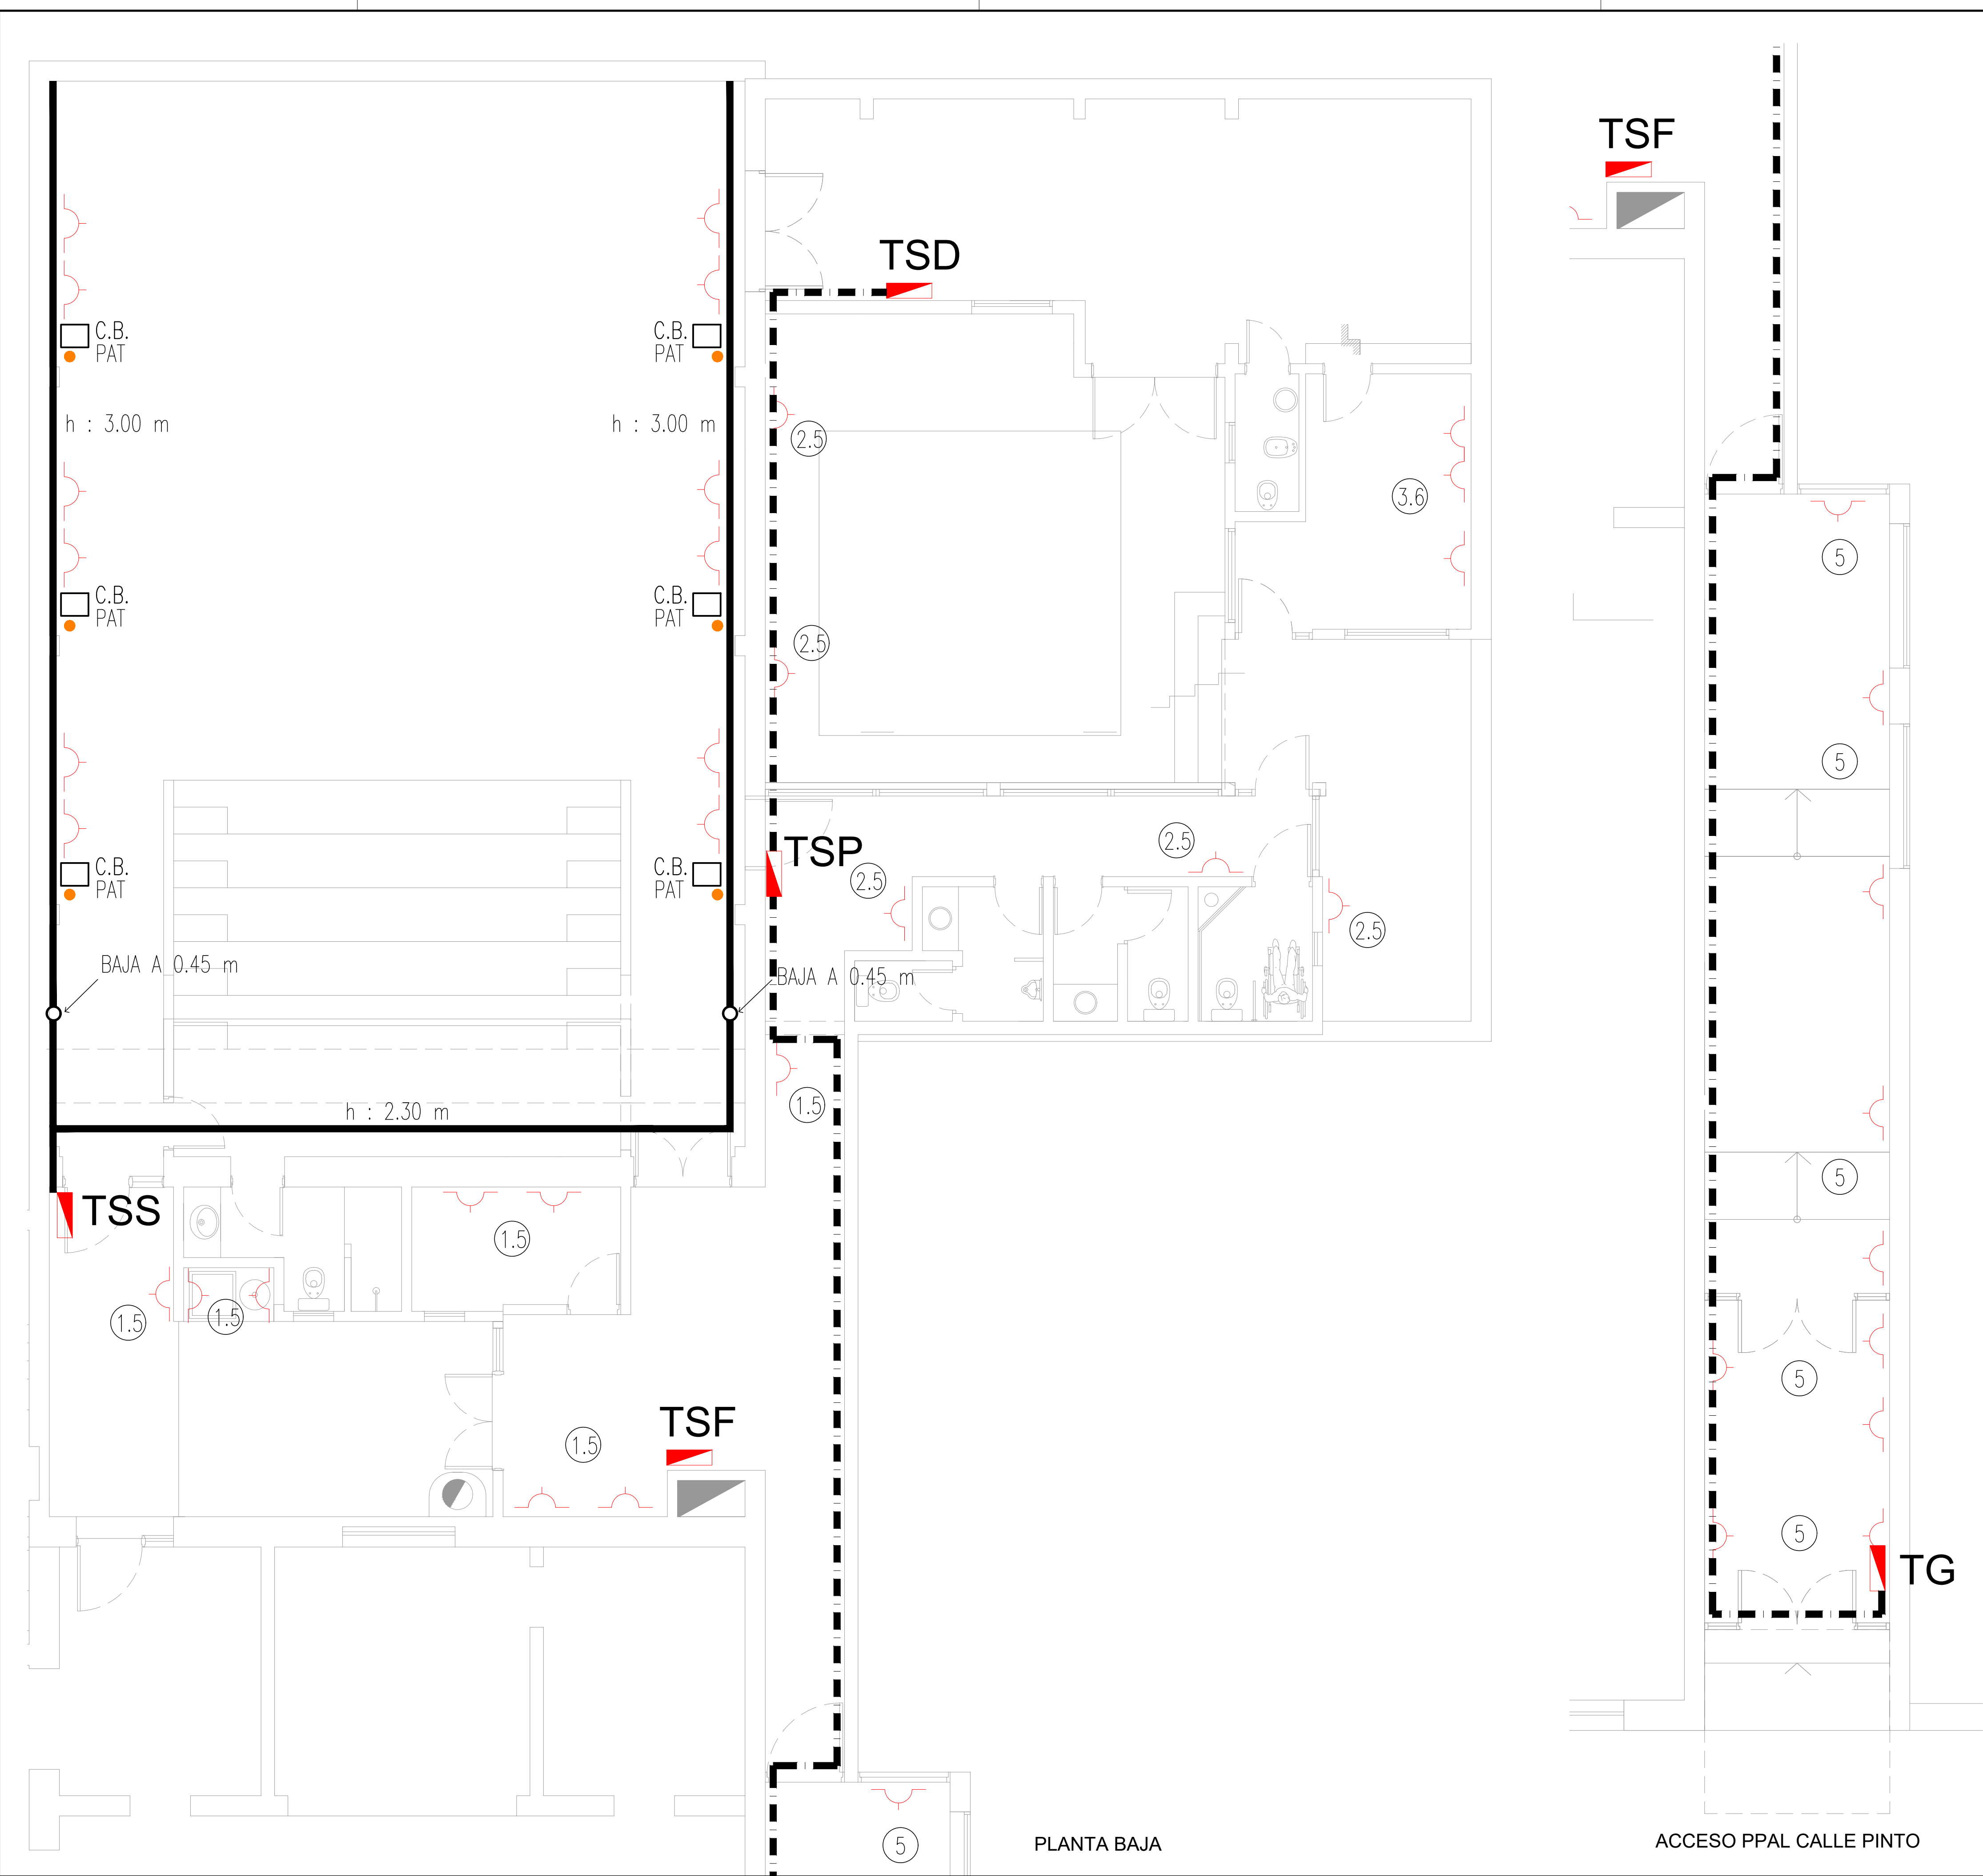 TSF
TSD
C.B.
PAT
C.B.
PAT
h : 3.00 m
h : 3.00 m
2.5
3.6
5
C.B.
PAT
C.B.
PAT
2.5
5
TSP
2.5
2.5
C.B.
PAT
C.B.
PAT
2.5
BAJA A 0.45 m
BAJA A 0.45 m
h : 2.30 m
1.5
5
TSS
1.5
1.5
1.5
5
TSF
1.5
5
TG
5
PLANTA BAJA
ACCESO PPAL CALLE PINTO